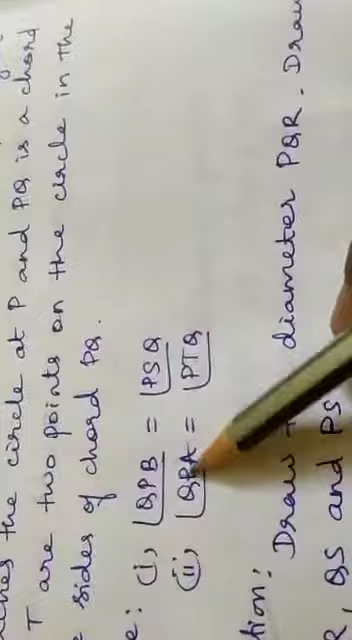 the circle at P and PQ is a chord
T are two points on the circle in the
sides of chord PQ.
(i) ∠QPB = ∠PSQ
(ii) ∠QPA = ∠PTQ
Draw diameter PQR. Draw
QS and PS